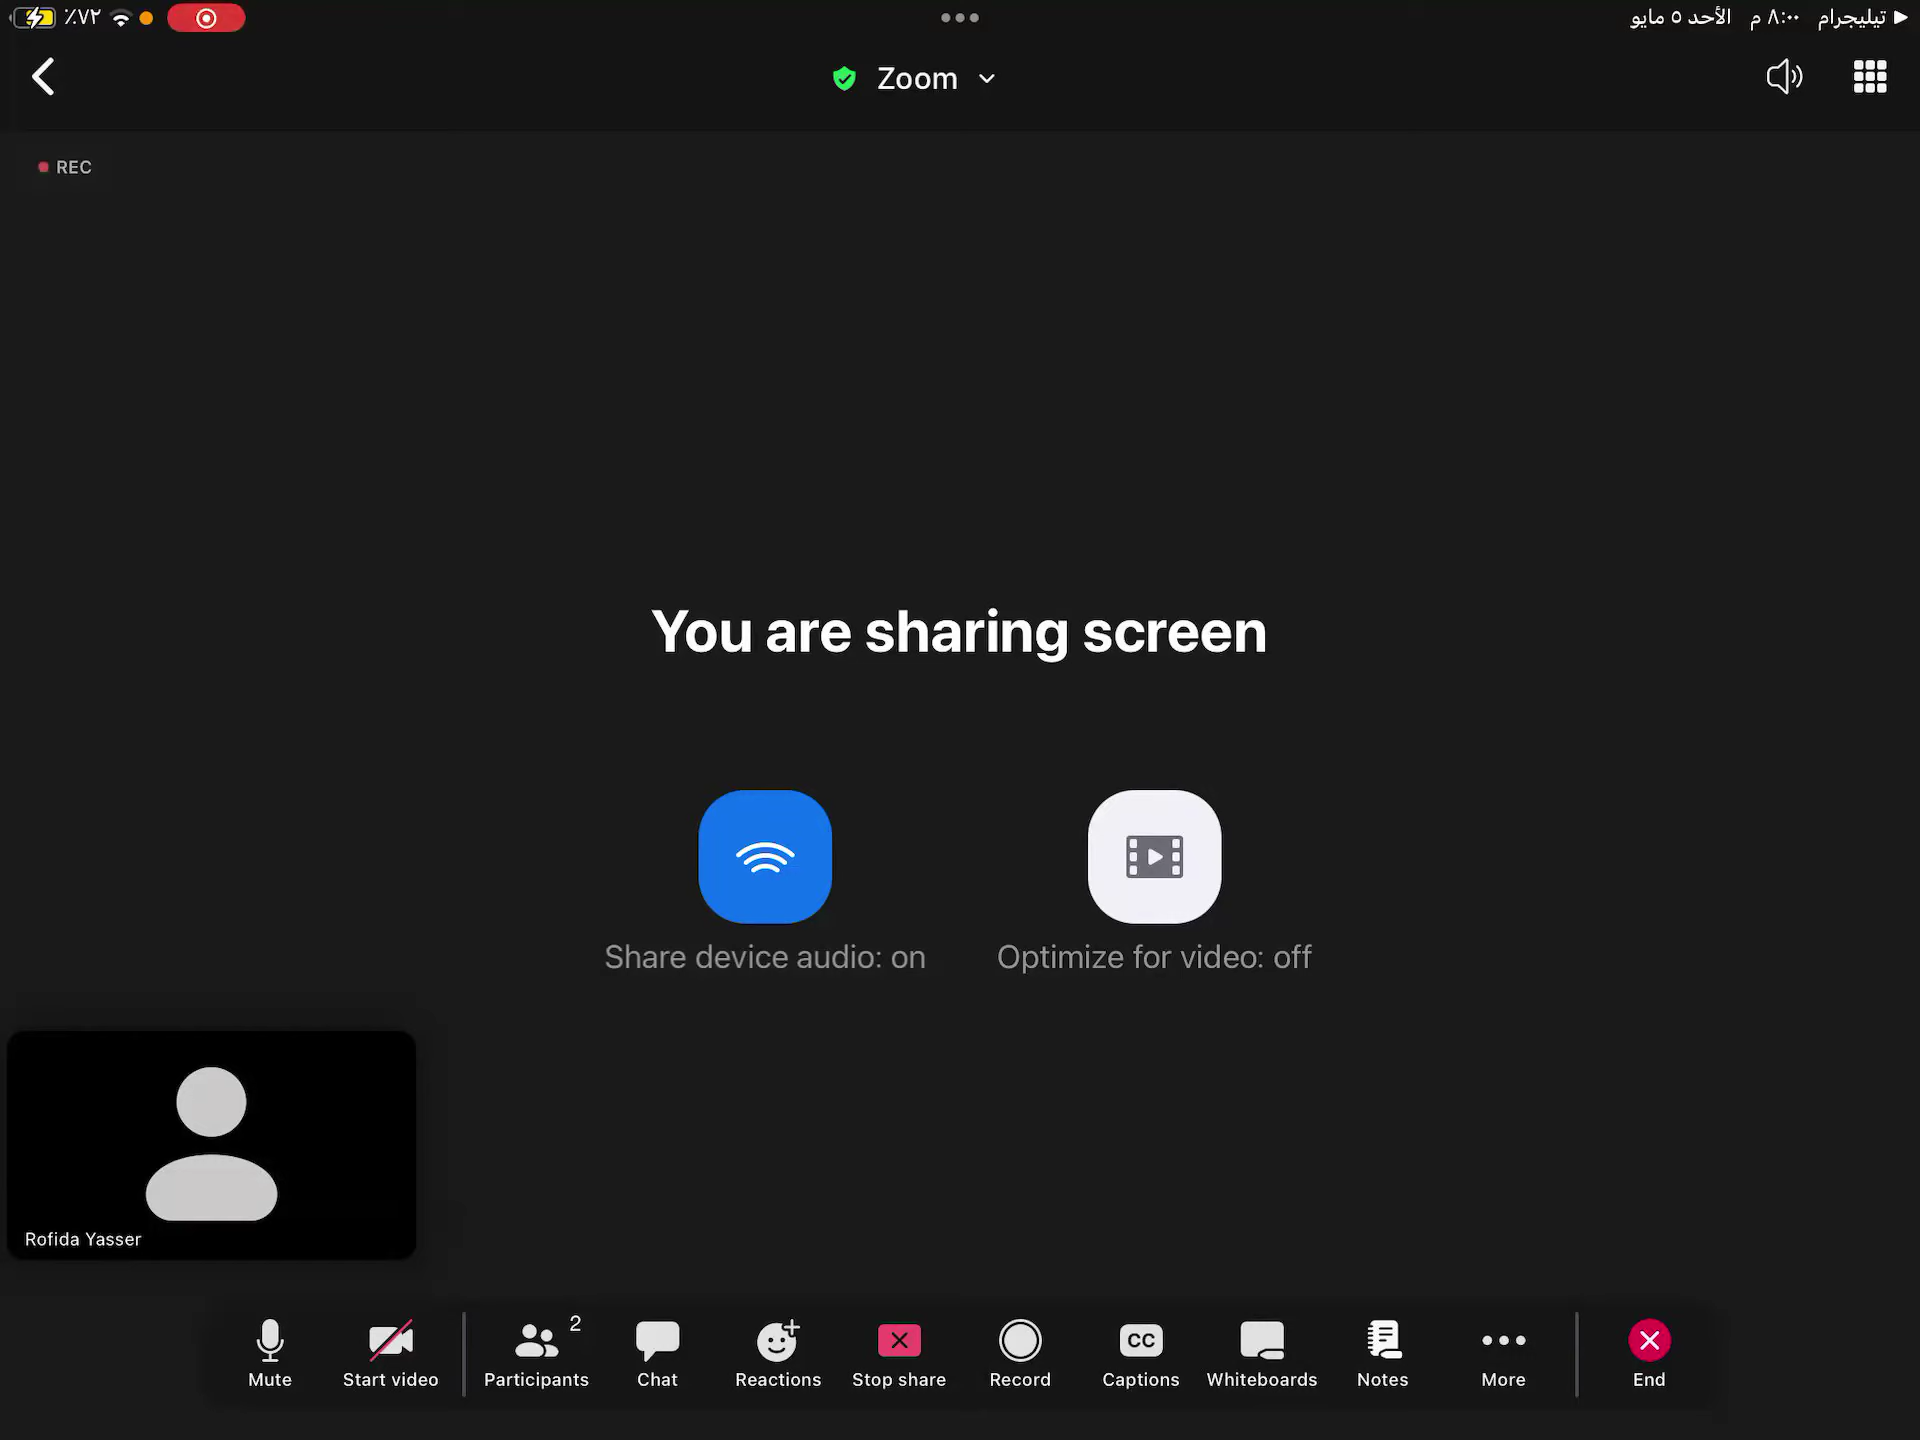 ٪٧٢
الأحد ٥ مايو ٨:٠٠ م تيليجرام
Zoom
REC
You are sharing screen
Share device audio: on
Optimize for video: off
Rofida Yasser
2
Mute
Start video
Participants
Chat
Reactions
Stop share
Record
CC
Captions
Whiteboards
Notes
More
End